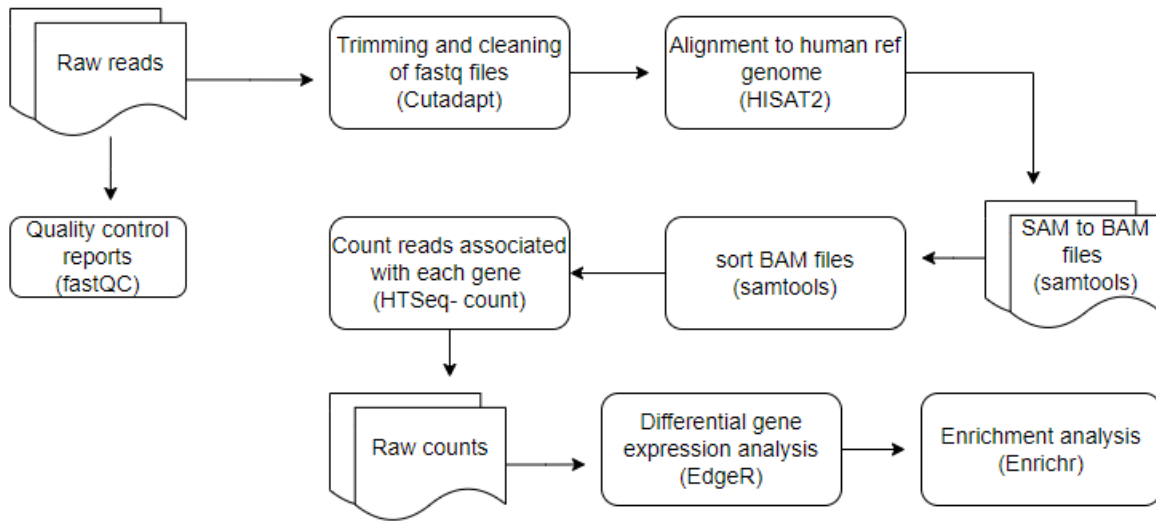 Raw reads
Trimming and cleaning
of fastq files
(Cutadapt)
Alignment to human ref
genome
(HISAT2)
Quality control
reports
(fastQC)
SAM to BAM
files
(samtools)
sort BAM files
(samtools)
Count reads associated
with each gene
(HTSeq- count)
Raw counts
Differential gene
expression analysis
(EdgeR)
Enrichment analysis
(Enrichr)